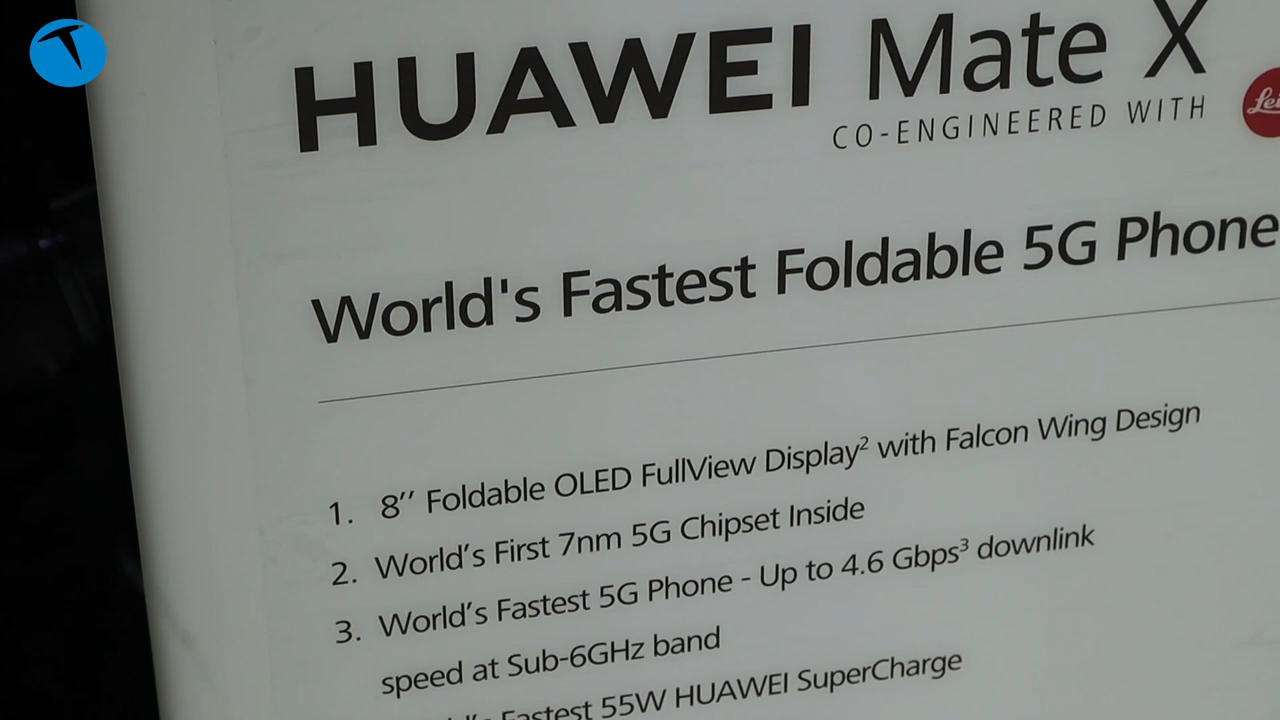 HUAWEI Mate X
CO-ENGINEERED WITH
World's Fastest Foldable 5G Phone
1. 8’’ Foldable OLED FullView Display² with Falcon Wing Design
2. World’s First 7nm 5G Chipset Inside
3. World’s Fastest 5G Phone - Up to 4.6 Gbps³ downlink
speed at Sub-6GHz band
Fastest 55W HUAWEI SuperCharge